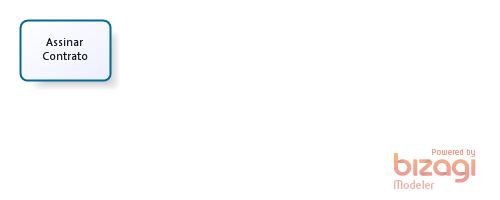 Assinar
Contrato
Powered by
bizagi
Modeler